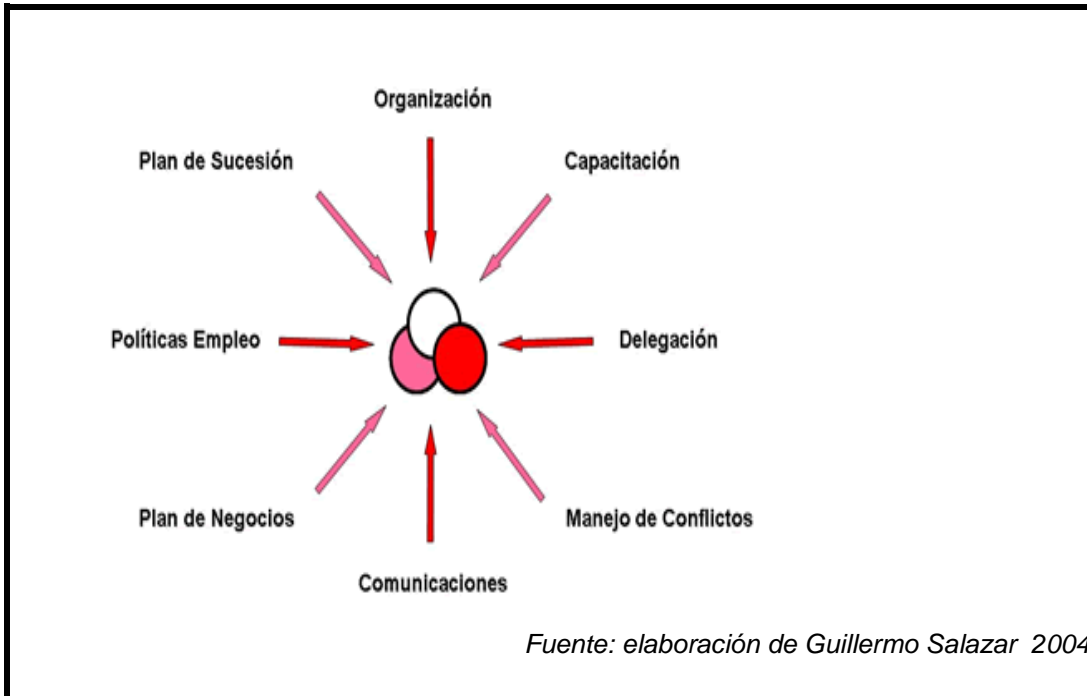 Organización
Plan de Sucesión
Capacitación
Políticas Empleo
Delegación
Plan de Negocios
Manejo de Conflictos
Comunicaciones
Fuente: elaboración de Guillermo Salazar 2004